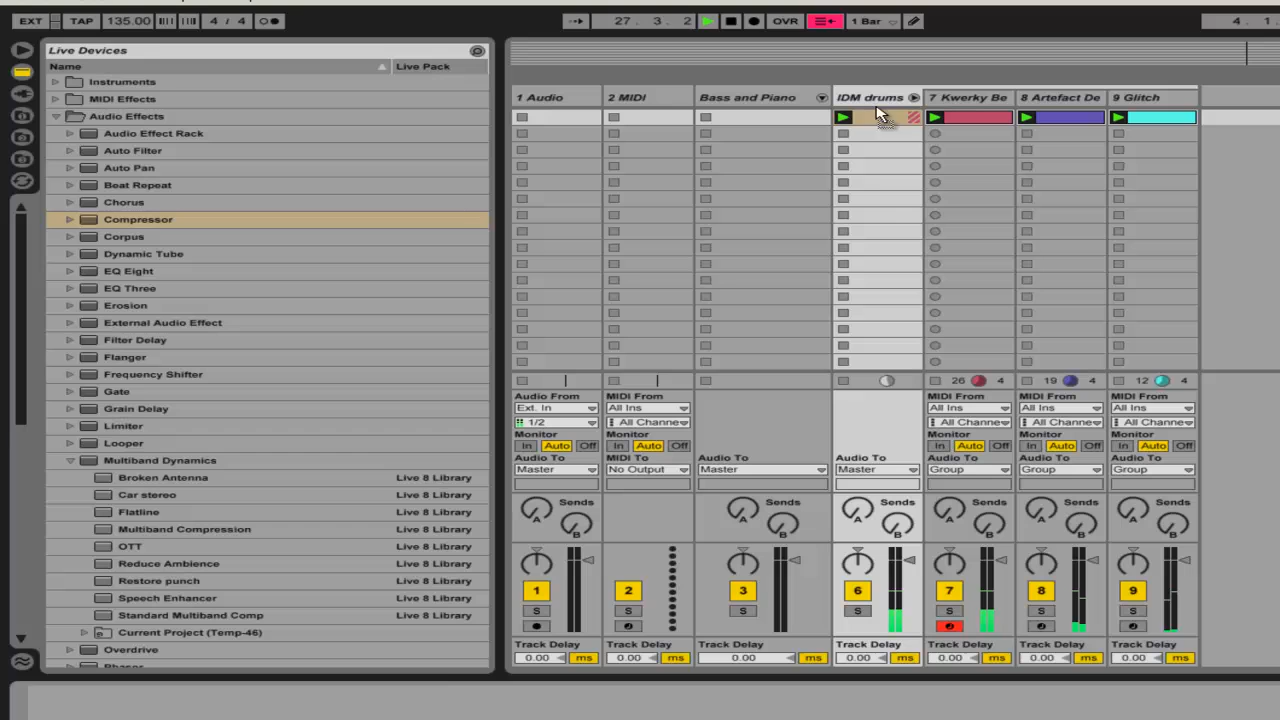 EXT TAP 135.00 4 / 4 27 . 3 . 2 OVR 1 Bar 4 . 1 .
Live Devices
Name Live Pack
Instruments
MIDI Effects
Audio Effects
Audio Effect Rack
Auto Filter
Auto Pan
Beat Repeat
Chorus
Compressor
Corpus
Dynamic Tube
EQ Eight
EQ Three
Erosion
External Audio Effect
Filter Delay
Flanger
Frequency Shifter
Gate
Grain Delay
Limiter
Looper
Multiband Dynamics
Broken Antenna Live 8 Library
Car stereo Live 8 Library
Flatline Live 8 Library
Multiband Compression Live 8 Library
OTT Live 8 Library
Reduce Ambience Live 8 Library
Restore punch Live 8 Library
Speech Enhancer Live 8 Library
Standard Multiband Comp Live 8 Library
Current Project (Temp-46)
Overdrive
1 Audio 2 MIDI Bass and Piano IDM drums 7 Kwerky Be 8 Artefact De 9 Glitch
26 4 19 4 12 4
Audio From MIDI From MIDI From MIDI From MIDI From
Ext. In All Ins All Ins All Ins All Ins
1/2 All Channe All Channe All Channe All Channe
Monitor Monitor Monitor Monitor Monitor
In Auto Off In Auto Off In Auto Off In Auto Off In Auto Off
Audio To MIDI To Audio To Audio To Audio To Audio To Audio To
Master No Output Master Master Group Group Group
Sends Sends Sends Sends Sends Sends
A B A B A B A B A B A B
1 2 3 6 7 8 9
S S S S S S S
Track Delay Track Delay Track Delay Track Delay Track Delay Track Delay Track Delay
0.00 ms 0.00 ms 0.00 ms 0.00 ms 0.00 ms 0.00 ms 0.00 ms